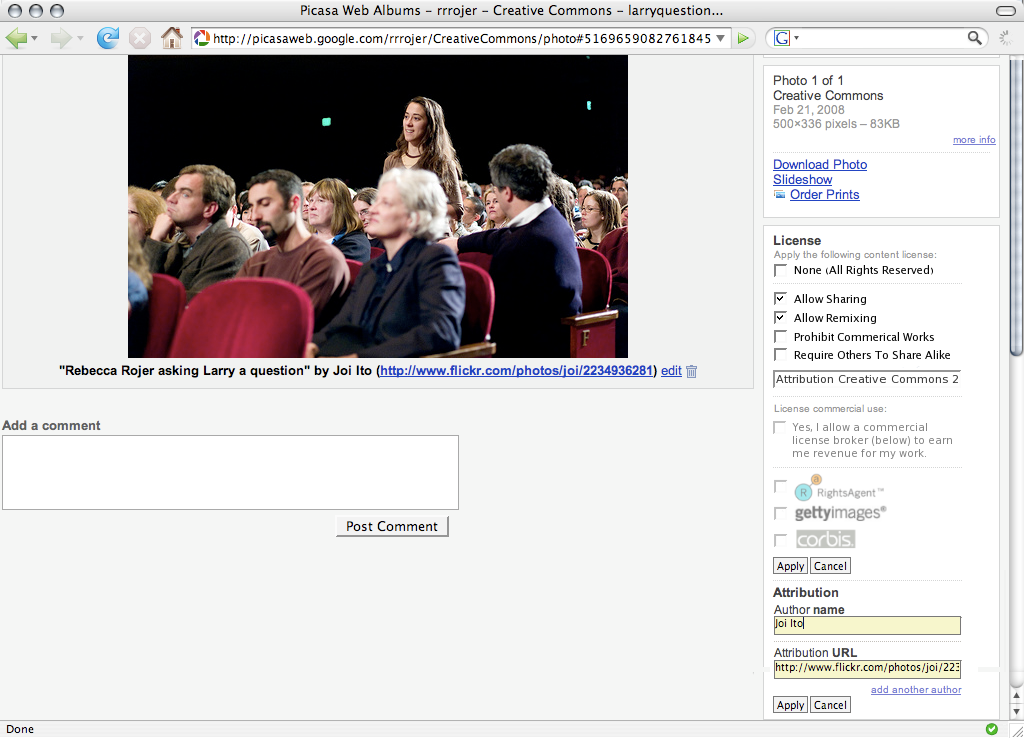 Picasa Web Albums – rrrojer – Creative Commons – larryquestion...
http://picasaweb.google.com/rrrojer/CreativeCommons/photo#5169659082761845
G
F
"Rebecca Rojer asking Larry a question" by Joi Ito (http://www.flickr.com/photos/joi/2234936281) edit
Add a comment
Post Comment
Photo 1 of 1
Creative Commons
Feb 21, 2008
500×336 pixels – 83KB
more info
Download Photo
Slideshow
Order Prints
License
Apply the following content license:
None (All Rights Reserved)
Allow Sharing
Allow Remixing
Prohibit Commerical Works
Require Others To Share Alike
Attribution Creative Commons 2
License commercial use:
Yes, I allow a commercial
license broker (below) to earn
me revenue for my work.
R a RightsAgent™
gettyimages®
corbis.
Apply Cancel
Attribution
Author name
Joi Ito
Attribution URL
http://www.flickr.com/photos/joi/223
add another author
Apply Cancel
Done